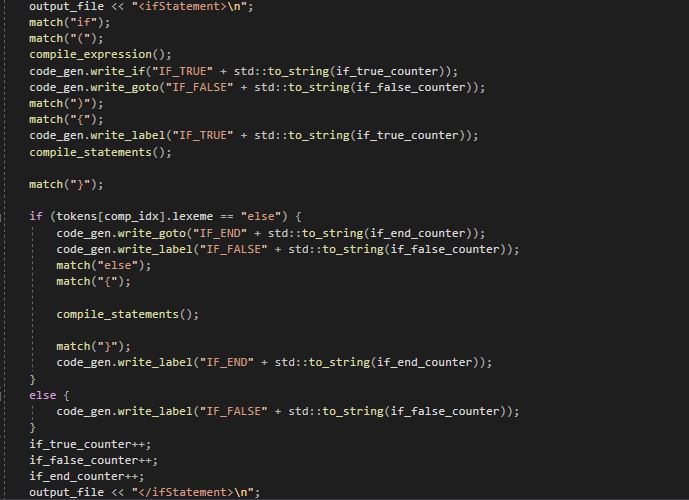 output_file << "<ifStatement>\n";
match("if");
match("(");
compile_expression();
code_gen.write_if("IF_TRUE" + std::to_string(if_true_counter));
code_gen.write_goto("IF_FALSE" + std::to_string(if_false_counter));
match(")");
match("{");
code_gen.write_label("IF_TRUE" + std::to_string(if_true_counter));
compile_statements();
match("}");
if (tokens[comp_idx].lexeme == "else") {
code_gen.write_goto("IF_END" + std::to_string(if_end_counter));
code_gen.write_label("IF_FALSE" + std::to_string(if_false_counter));
match("else");
match("{");
compile_statements();
match("}");
code_gen.write_label("IF_END" + std::to_string(if_end_counter));
}
else {
code_gen.write_label("IF_FALSE" + std::to_string(if_false_counter));
}
if_true_counter++;
if_false_counter++;
if_end_counter++;
output_file << "</ifStatement>\n";